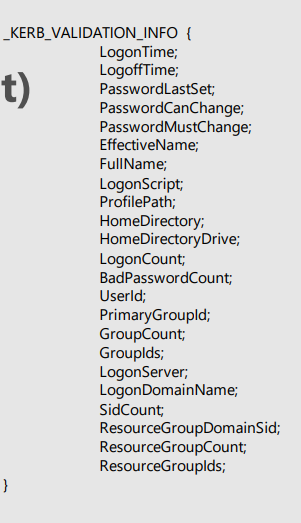 _KERB_VALIDATION_INFO {
t)
LogonTime;
LogoffTime;
PasswordLastSet;
PasswordCanChange;
PasswordMustChange;
EffectiveName;
FullName;
LogonScript;
ProfilePath;
HomeDirectory;
HomeDirectoryDrive;
LogonCount;
BadPasswordCount;
UserId;
PrimaryGroupId;
GroupCount;
GroupIds;
LogonServer;
LogonDomainName;
SidCount;
ResourceGroupDomainSid;
ResourceGroupCount;
ResourceGroupIds;
}